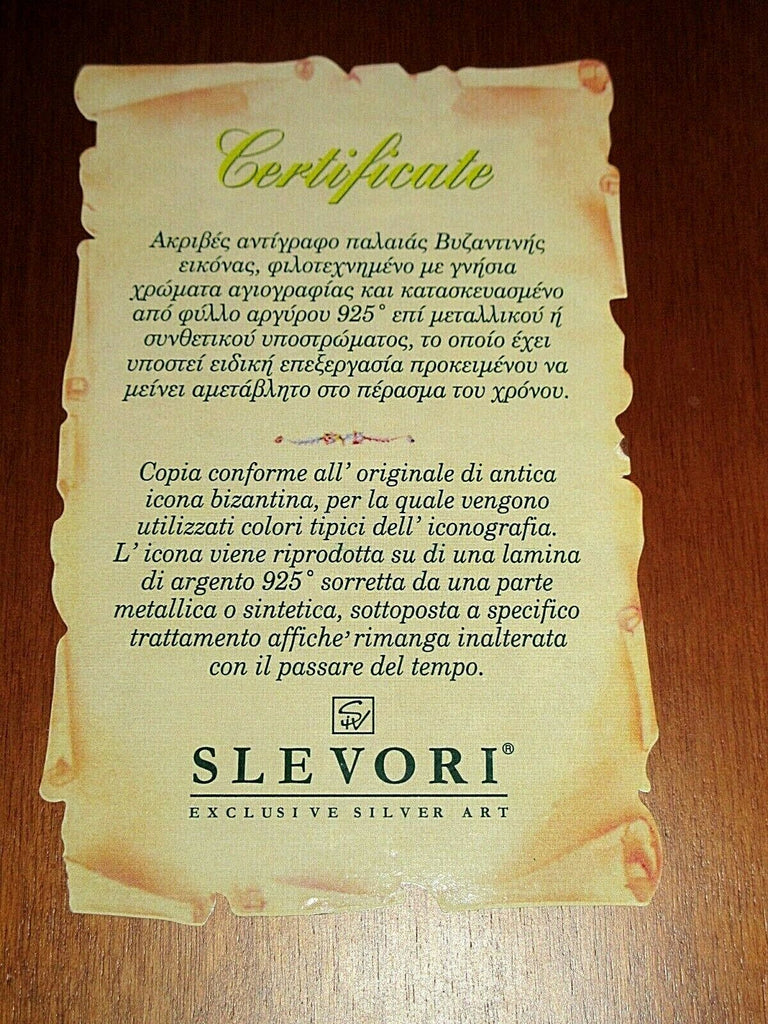 Certificate
Ακριβές αντίγραφο παλαιάς Βυζαντινής
εικόνας, φιλοτεχνημένο με γνήσια
χρώματα αγιογραφίας και κατασκευασμένο
από φύλλο αργύρου 925° επί μεταλλικού ή
συνθετικού υποστρώματος, το οποίο έχει
υποστεί ειδική επεξεργασία προκειμένου να
μείνει αμετάβλητο στο πέρασμα του χρόνου.
Copia conforme all' originale di antica
icona bizantina, per la quale vengono
utilizzati colori tipici dell' iconografia.
L' icona viene riprodotta su di una lamina
di argento 925° sorretta da una parte
metallica o sintetica, sottoposta a specifico
trattamento affiche' rimanga inalterata
con il passare del tempo.
SLEVORI®
EXCLUSIVE SILVER ART